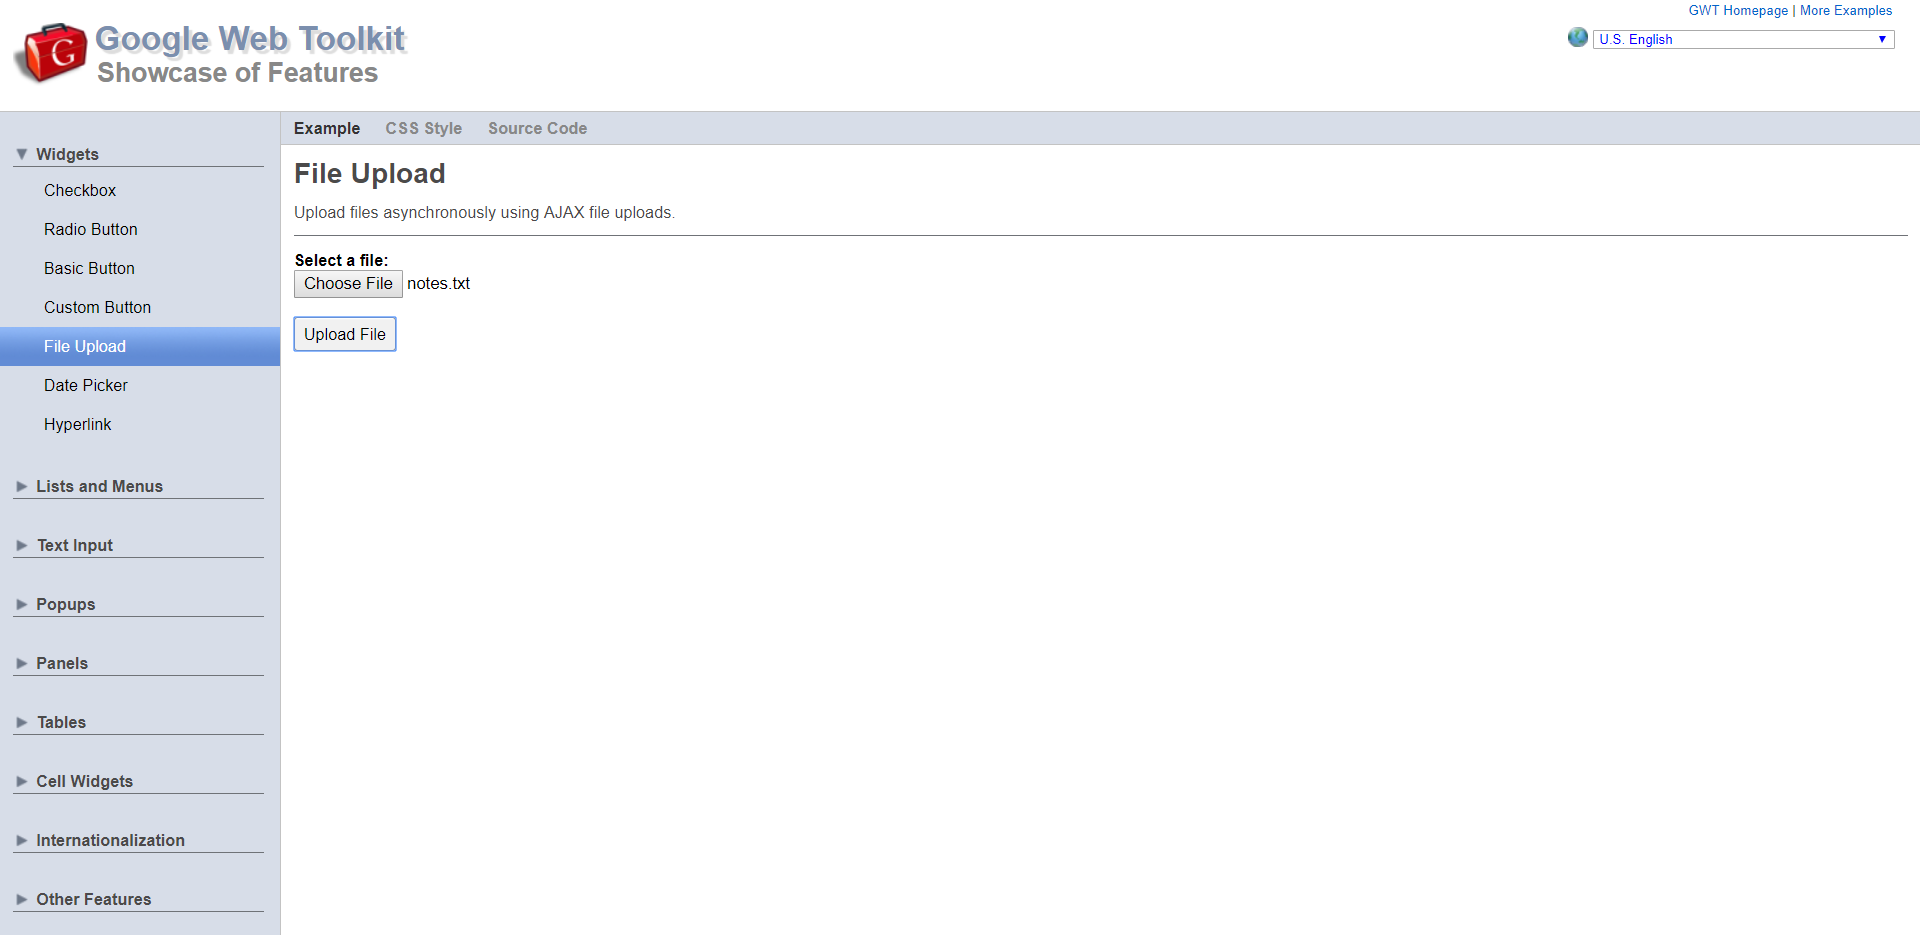 GWT Homepage | More Examples
Google Web Toolkit
Showcase of Features
U.S. English
Widgets
Checkbox
Radio Button
Basic Button
Custom Button
File Upload
Date Picker
Hyperlink
Lists and Menus
Text Input
Popups
Panels
Tables
Cell Widgets
Internationalization
Other Features
Example CSS Style Source Code
File Upload
Upload files asynchronously using AJAX file uploads.
Select a file:
Choose File notes.txt
Upload File